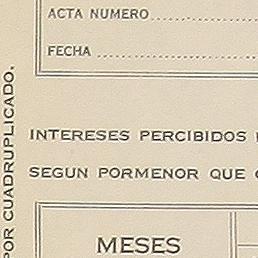 ACTA NUMERO
FECHA
INTERESES PERCIBIDOS
SEGUN PORMENOR QUE
MESES
POR CUADRUPLICADO.